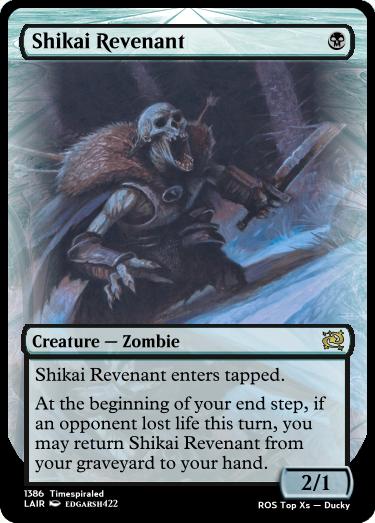 Shikai Revenant
Creature — Zombie
Shikai Revenant enters tapped.
At the beginning of your end step, if
an opponent lost life this turn, you
may return Shikai Revenant from
your graveyard to your hand.
2/1
1386 Timespiraled
LAIR EDGARSH422
ROS Top Xs — Ducky